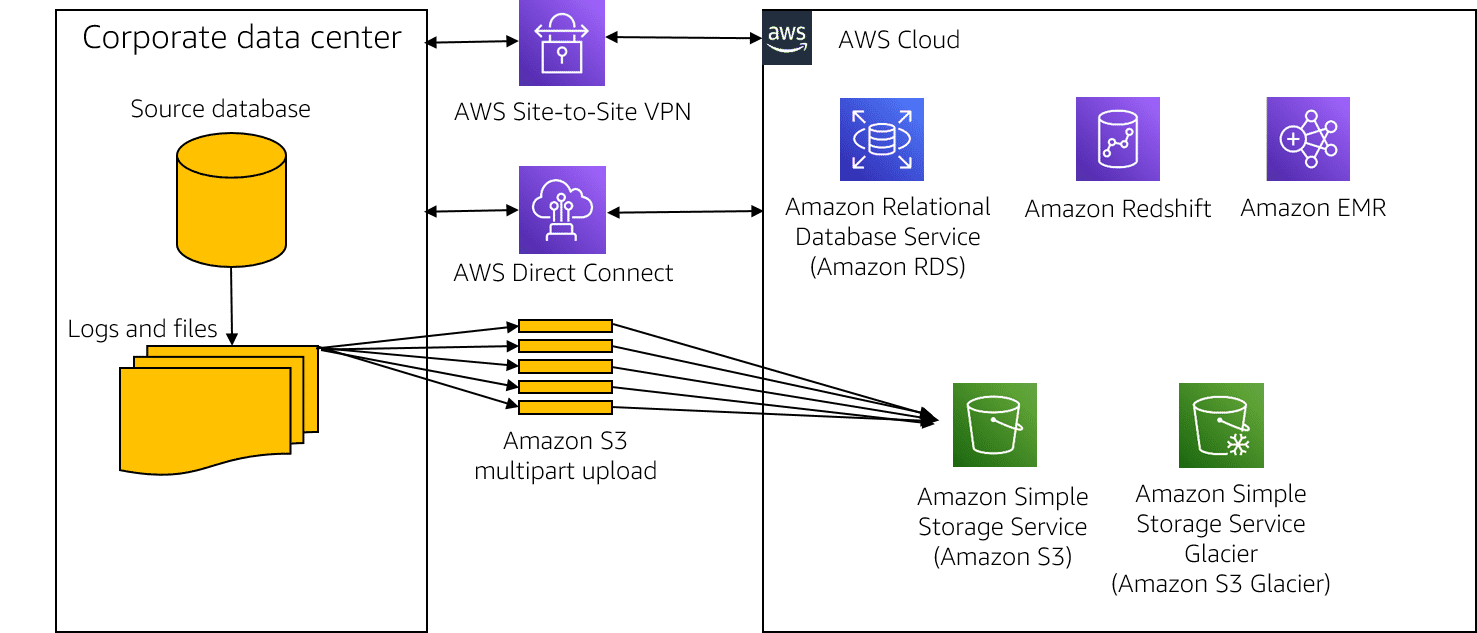 Corporate data center
Source database
Logs and files
AWS Site-to-Site VPN
AWS Direct Connect
Amazon S3
multipart upload
aws
AWS Cloud
Amazon Relational
Database Service
(Amazon RDS)
Amazon Redshift
Amazon EMR
Amazon Simple
Storage Service
(Amazon S3)
Amazon Simple
Storage Service
Glacier
(Amazon S3 Glacier)